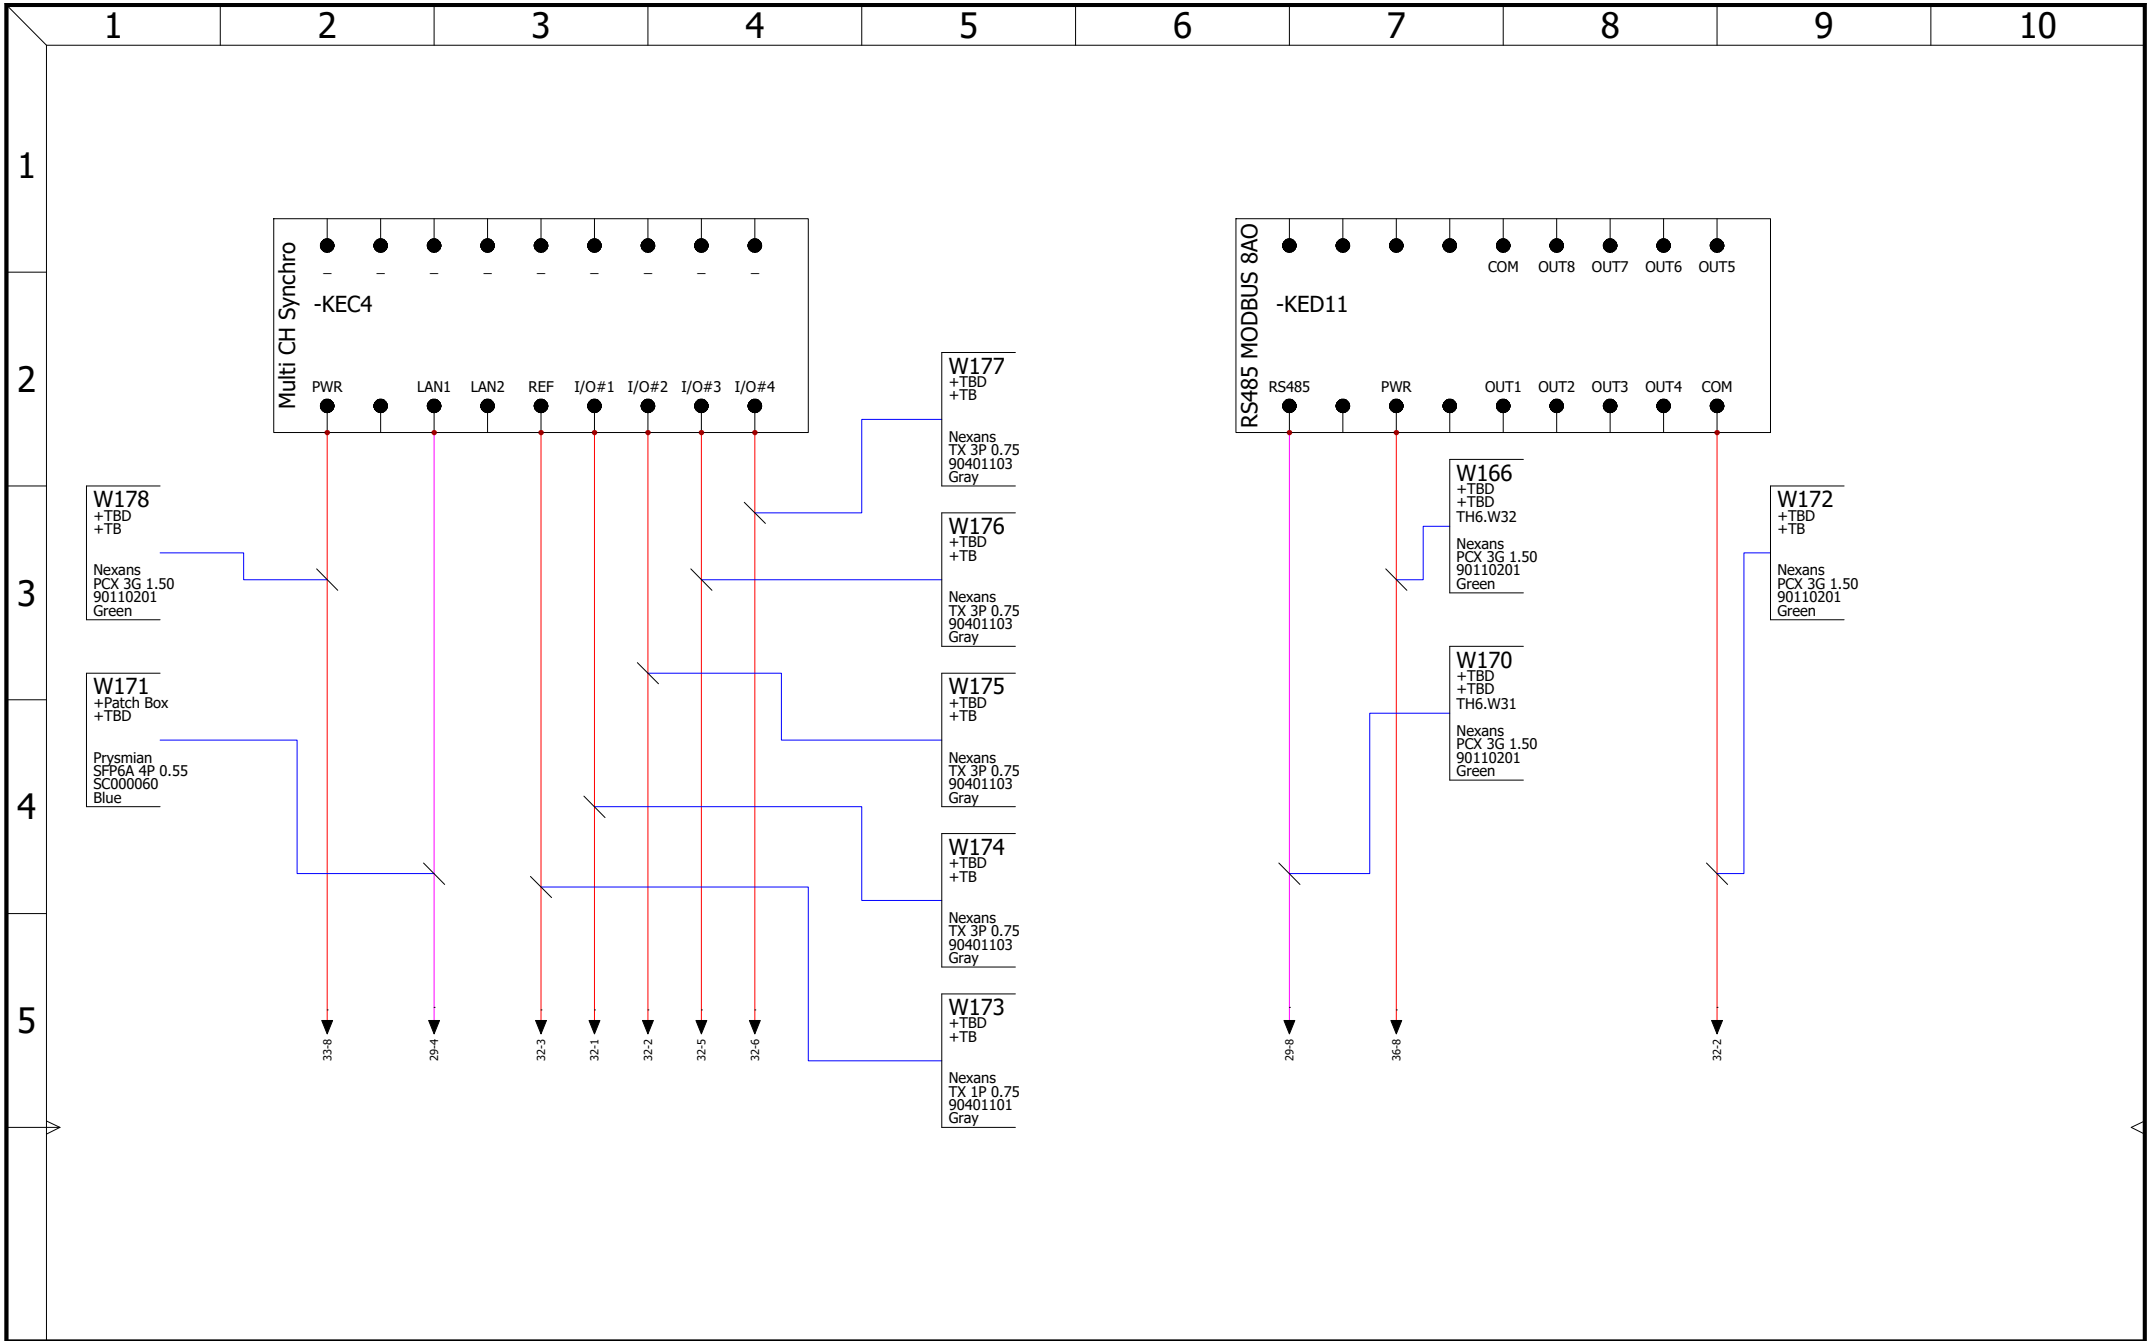 1 2 3 4 5 6 7 8 9 10
1
2
3
4
5
Multi CH Synchro
– – – – – – – – –
-KEC4
PWR LAN1 LAN2 REF I/O#1 I/O#2 I/O#3 I/O#4
RS485 MODBUS 8AO
COM OUT8 OUT7 OUT6 OUT5
-KED11
RS485 PWR OUT1 OUT2 OUT3 OUT4 COM
W178
+TBD
+TB
Nexans
PCX 3G 1.50
90110201
Green
W171
+Patch Box
+TBD
Prysmian
SFP6A 4P 0.55
SC000060
Blue
W177
+TBD
+TB
Nexans
TX 3P 0.75
90401103
Gray
W176
+TBD
+TB
Nexans
TX 3P 0.75
90401103
Gray
W175
+TBD
+TB
Nexans
TX 3P 0.75
90401103
Gray
W174
+TBD
+TB
Nexans
TX 3P 0.75
90401103
Gray
W173
+TBD
+TB
Nexans
TX 1P 0.75
90401101
Gray
W166
+TBD
+TBD
TH6.W32
Nexans
PCX 3G 1.50
90110201
Green
W170
+TBD
+TBD
TH6.W31
Nexans
PCX 3G 1.50
90110201
Green
W172
+TBD
+TB
Nexans
PCX 3G 1.50
90110201
Green
33-8
29-4
32-3
32-1
32-2
32-5
32-6
29-8
36-8
32-2